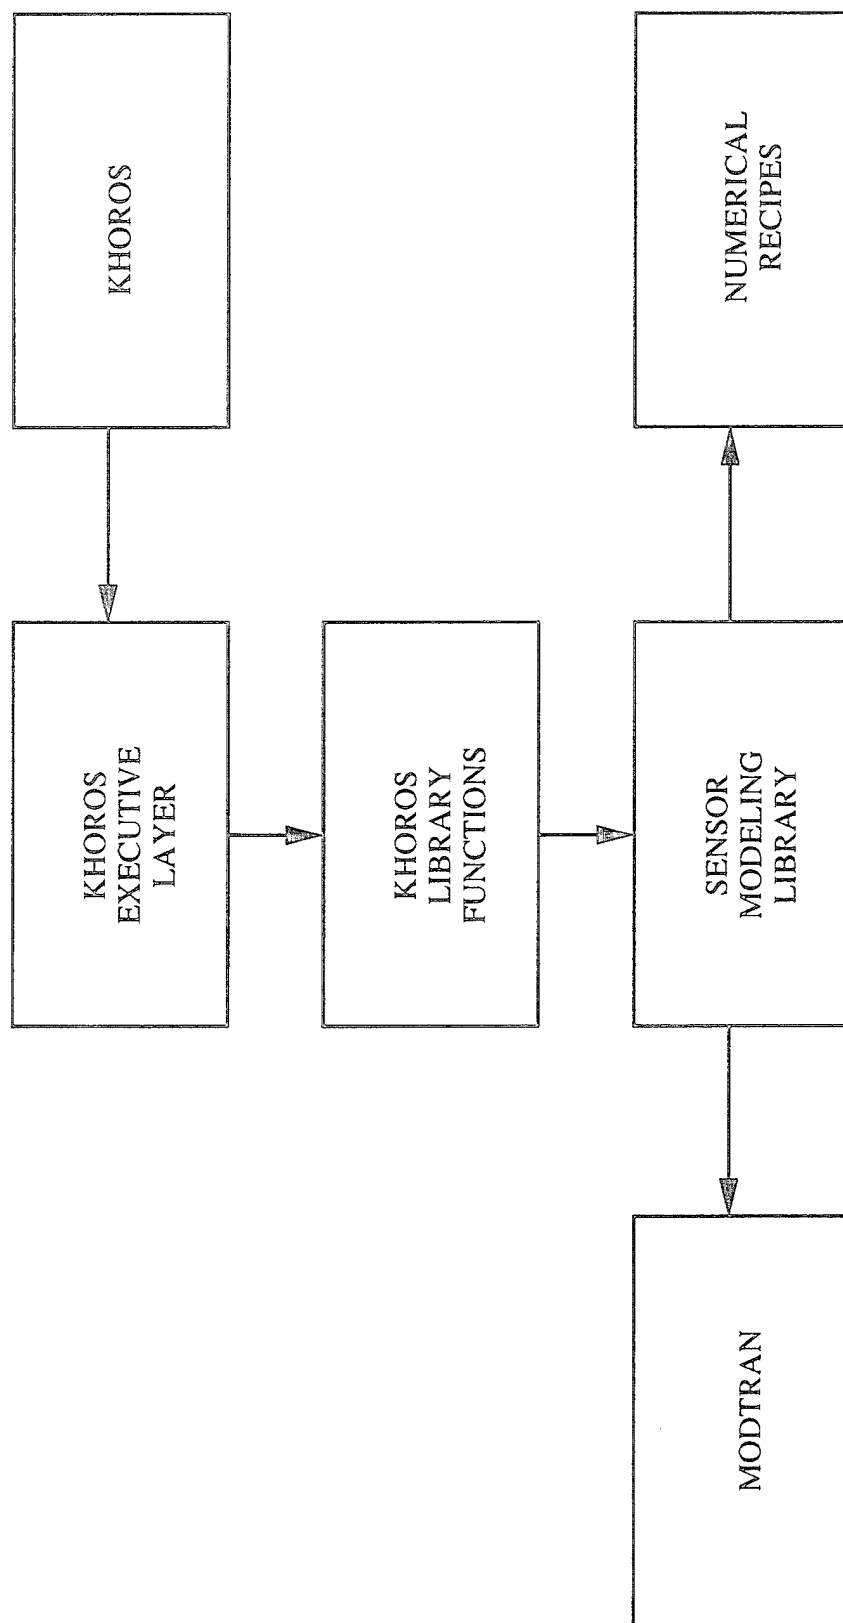 KHOROS
EXECUTIVE
LAYER
KHOROS
KHOROS
LIBRARY
FUNCTIONS
MODTRAN
SENSOR
MODELING
LIBRARY
NUMERICAL
RECIPES